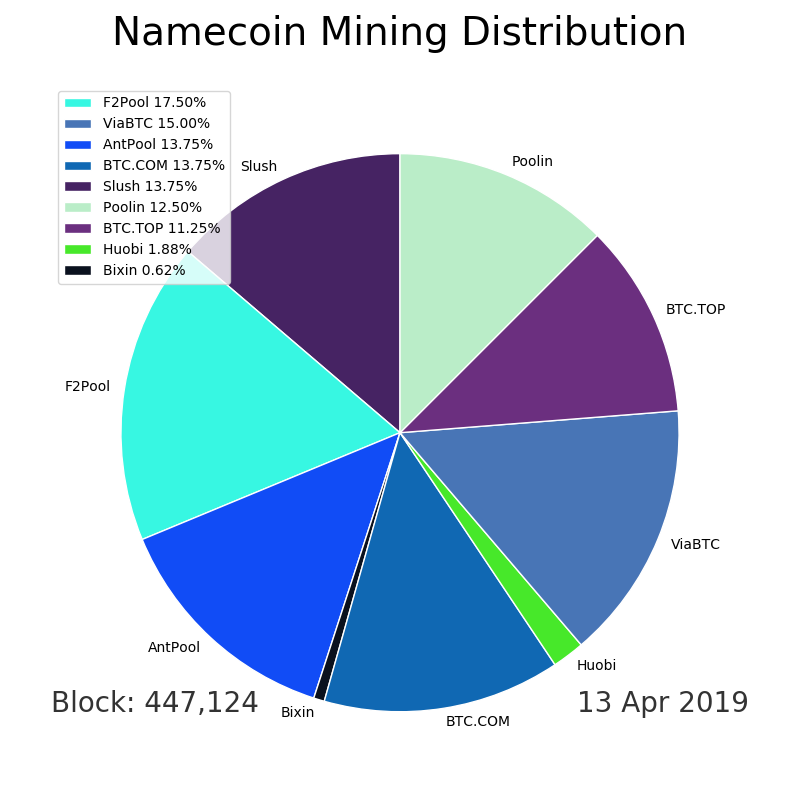 Namecoin Mining Distribution
F2Pool 17.50%
ViaBTC 15.00%
AntPool 13.75%
BTC.COM 13.75%
Slush 13.75%
Poolin 12.50%
BTC.TOP 11.25%
Huobi 1.88%
Bixin 0.62%
Slush
Poolin
BTC.TOP
F2Pool
ViaBTC
AntPool
Huobi
Bixin
BTC.COM
Block: 447,124
13 Apr 2019